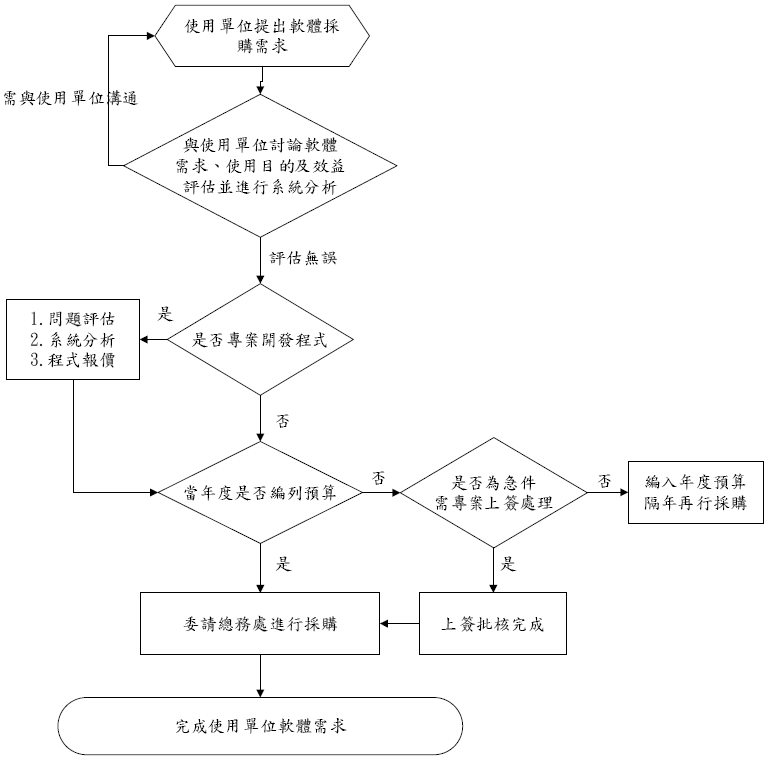 使用單位提出軟體採
購需求
需與使用單位溝通
與使用單位討論軟體
需求、使用目的及效益
評估並進行系統分析
評估無誤
是
1.問題評估
2.系統分析
3.程式報價
是否專案開發程式
否
當年度是否編列預算
否
是否為急件
需專案上簽處理
否
編入年度預算
隔年再行採購
是
是
委請總務處進行採購
上簽批核完成
完成使用單位軟體需求